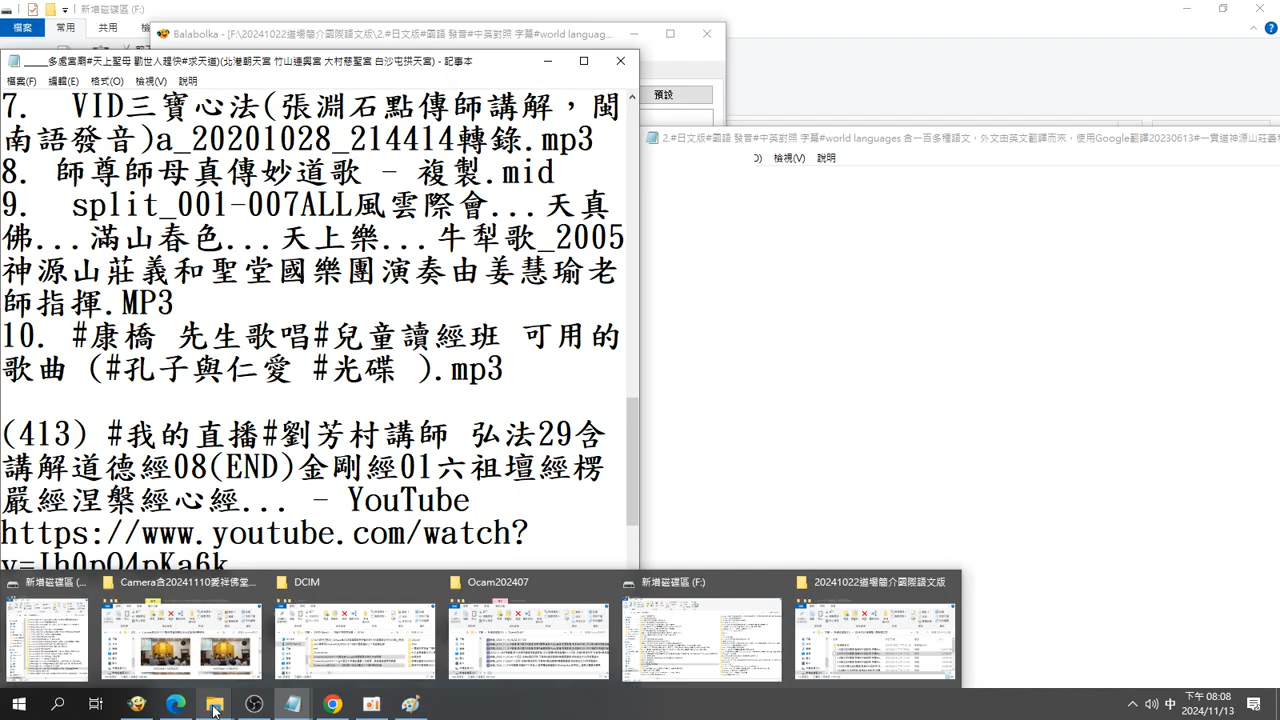 新增磁碟區 (F:)
檔案
常用
共用
Balabolka - [F:\20241022道場簡介國際語文版\2.#日文版#國語 發音#中英對照 字幕#world languag...
_____多處宮廟#天上聖母 勸世人趕快#求天道)(北港朝天宮 竹山連興宮 大村慈聖宮 白沙屯拱天宮) - 記事本
檔案(F) 編輯(E) 格式(O) 檢視(V) 說明
預設
2.#日文版#國語 發音#中英對照 字幕#world languages 含一百多種語文，外文由英文翻譯而來，使用Google翻譯20230613#一貫道神源山莊義
O) 檢視(V) 說明
7. VID三寶心法(張淵石點傳師講解，閩
南語發音)a_20201028_214414轉錄.mp3
8. 師尊師母真傳妙道歌 - 複製.mid
9. split_001-007ALL風雲際會...天真
佛...滿山春色...天上樂...牛犁歌_2005
神源山莊義和聖堂國樂團演奏由姜慧瑜老
師指揮.MP3
10. #康橋 先生歌唱#兒童讀經班 可用的
歌曲 (#孔子與仁愛 #光碟 ).mp3
(413) #我的直播#劉芳村講師 弘法29含
講解道德經08(END)金剛經01六祖壇經楞
嚴經涅槃經心經... - YouTube
https://www.youtube.com/watch?
v=Jh0pO4pKa6k
新增磁碟區 (...
Camera含20241110愛祥佛堂...
DCIM
Ocam202407
新增磁碟區 (F:)
20241022道場簡介國際語文版
中
下午 08:08
2024/11/13